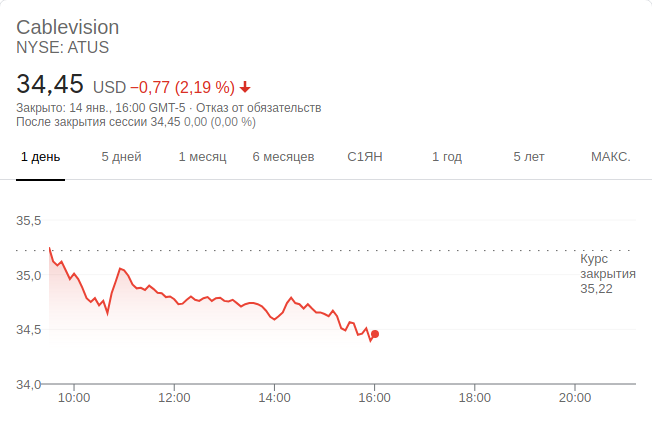 Cablevision
NYSE: ATUS
34,45 USD −0,77 (2,19 %)
Закрыто: 14 янв., 16:00 GMT-5 · Отказ от обязательств
После закрытия сессии 34,45 0,00 (0,00 %)
1 день 5 дней 1 месяц 6 месяцев С1ЯН 1 год 5 лет МАКС.
35,5
Курс
закрытия
35,22
35,0
34,5
34,0
10:00 12:00 14:00 16:00 18:00 20:00